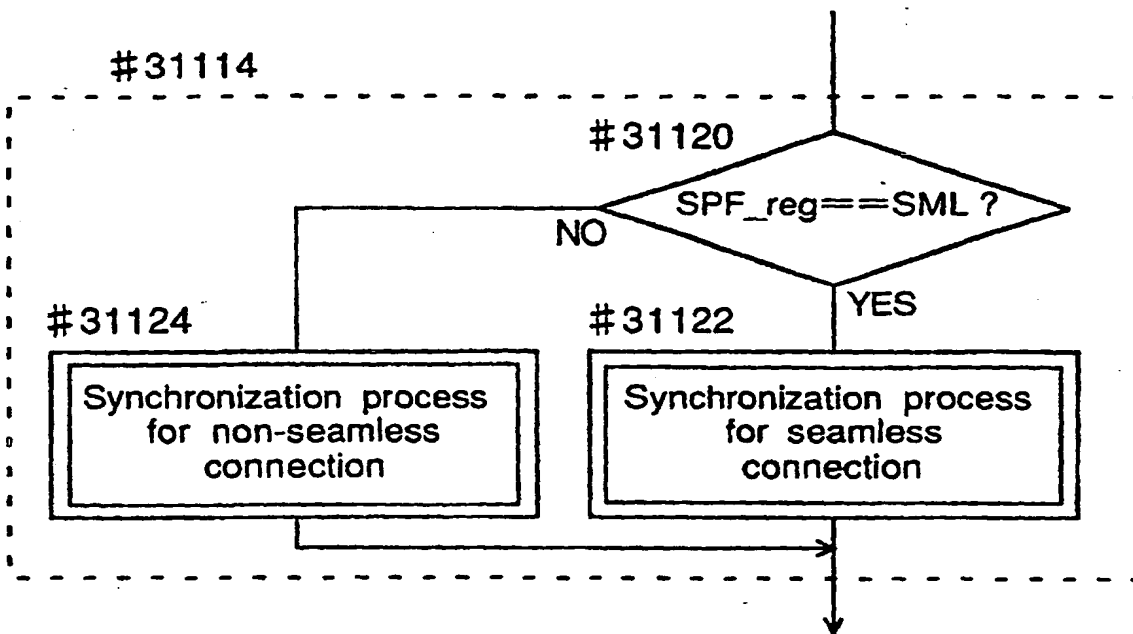 #31114
#31120
SPF_reg==SML ?
NO
YES
#31124
Synchronization process
for non-seamless
connection
#31122
Synchronization process
for seamless
connection